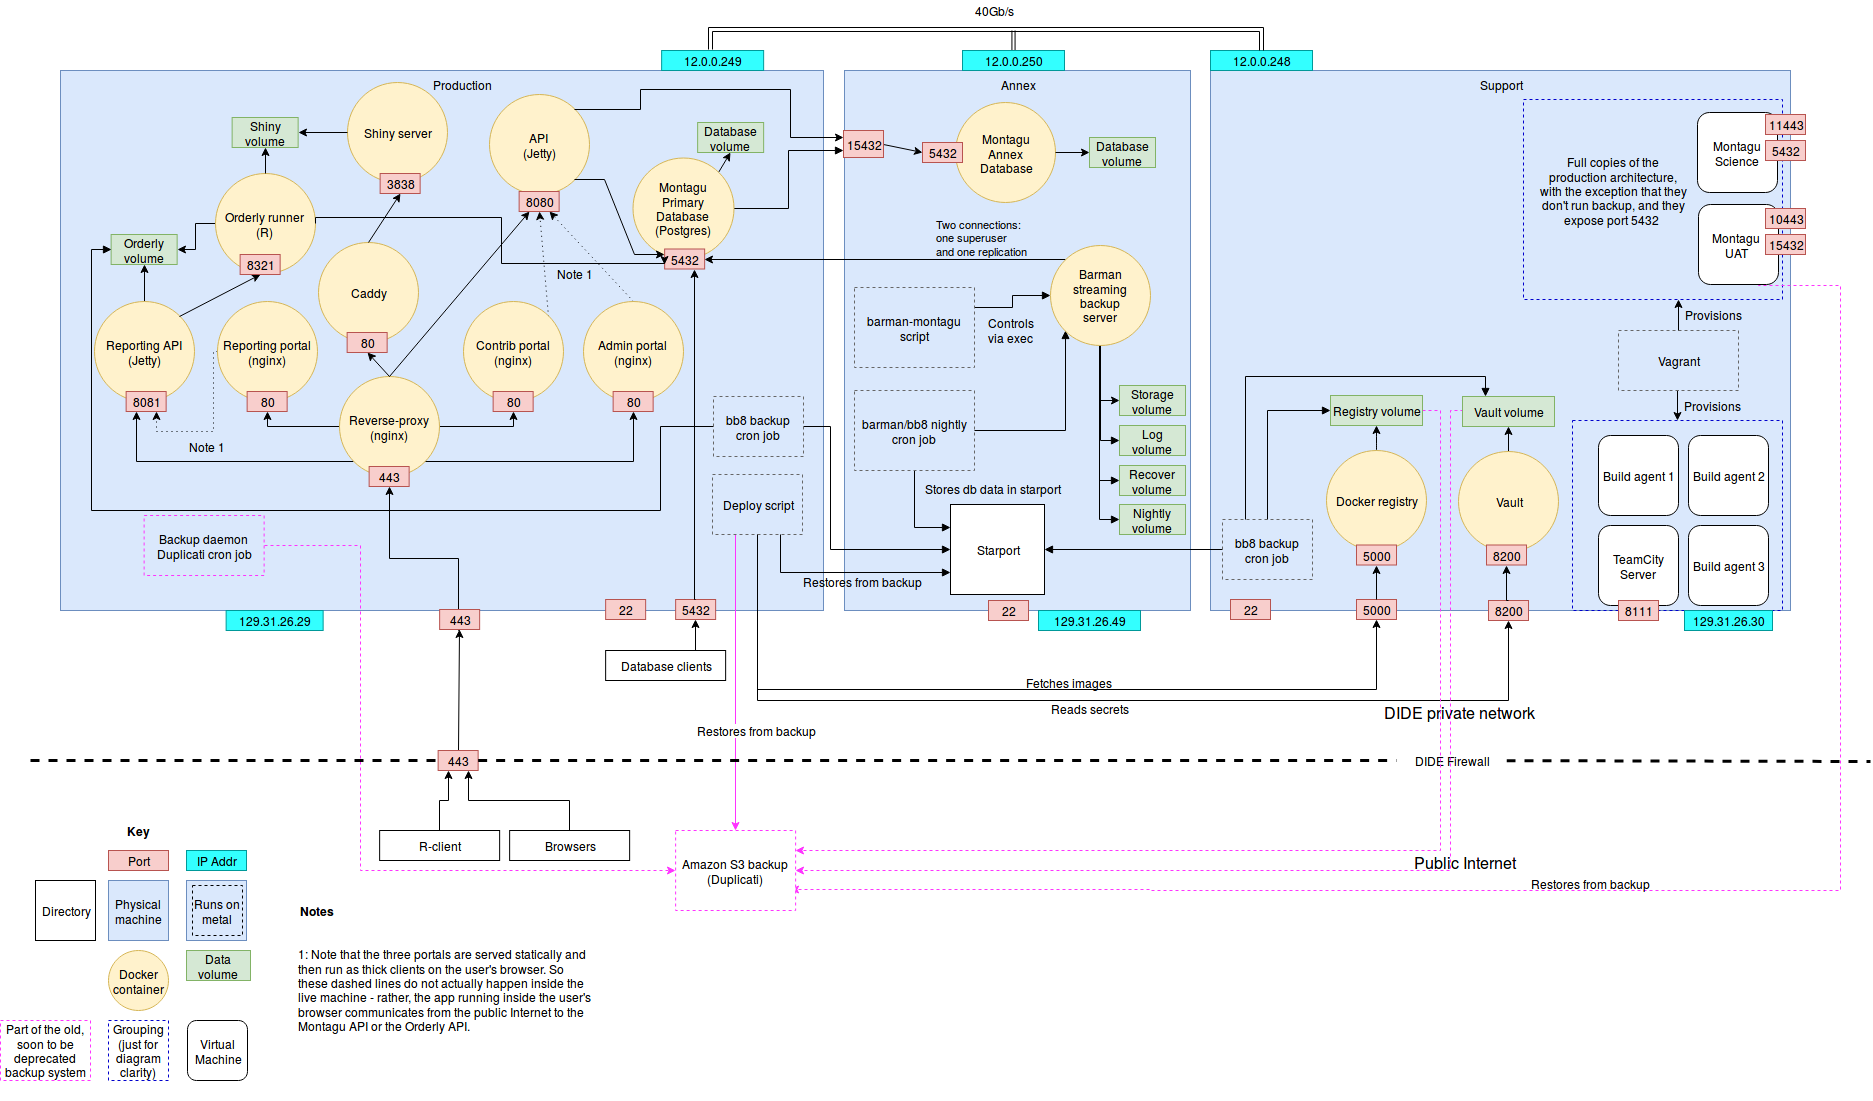 40Gb/s
12.0.0.249
12.0.0.250
12.0.0.248
Production
Annex
Support
Shiny
volume
Shiny server
3838
API
(Jetty)
8080
Database
volume
Montagu
Primary
Database
(Postgres)
5432
Orderly runner
(R)
8321
Orderly
volume
Caddy
80
Note 1
Reporting API
(Jetty)
8081
Reporting portal
(nginx)
80
Contrib portal
(nginx)
80
Admin portal
(nginx)
80
Reverse-proxy
(nginx)
443
Note 1
bb8 backup
cron job
Deploy script
Backup daemon
Duplicati cron job
129.31.26.29
443
22
5432
15432
5432
Montagu
Annex
Database
Database
volume
Two connections:
one superuser
and one replication
Barman
streaming
backup
server
barman-montagu
script
Controls
via exec
barman/bb8 nightly
cron job
Storage
volume
Log
volume
Recover
volume
Nightly
volume
Stores db data in starport
Starport
Restores from backup
22
129.31.26.49
Full copies of the
production architecture,
with the exception that they
don't run backup, and they
expose port 5432
Montagu
Science
11443
5432
Montagu
UAT
10443
15432
Provisions
Vagrant
Provisions
Registry volume
Vault volume
Docker registry
5000
Vault
8200
bb8 backup
cron job
Build agent 1
Build agent 2
TeamCity
Server
Build agent 3
22
5000
8200
8111
129.31.26.30
Database clients
Fetches images
Reads secrets
DIDE private network
Restores from backup
443
DIDE Firewall
R-client
Browsers
Amazon S3 backup
(Duplicati)
Public Internet
Restores from backup
Key
Port
IP Addr
Directory
Physical
machine
Runs on
metal
Docker
container
Data
volume
Part of the old,
soon to be
deprecated
backup system
Grouping
(just for
diagram
clarity)
Virtual
Machine
Notes
1: Note that the three portals are served statically and
then run as thick clients on the user's browser. So
these dashed lines do not actually happen inside the
live machine - rather, the app running inside the user's
browser communicates from the public Internet to the
Montagu API or the Orderly API.